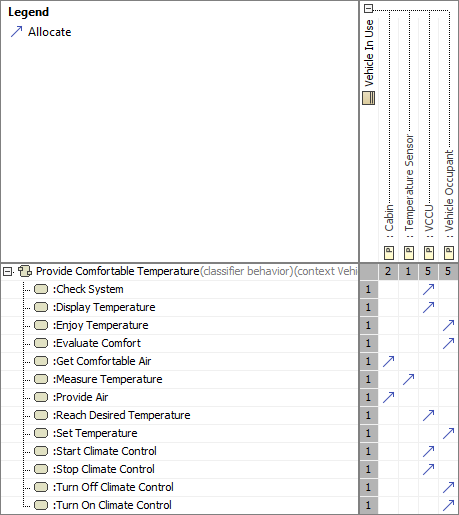 Legend
Allocate
Vehicle In Use
P : Cabin
P : Temperature Sensor
P : VCCU
P : Vehicle Occupant
Provide Comfortable Temperature(classifier behavior)(context Vehi 2 1 5 5
:Check System 1
:Display Temperature 1
:Enjoy Temperature 1
:Evaluate Comfort 1
:Get Comfortable Air 1
:Measure Temperature 1
:Provide Air 1
:Reach Desired Temperature 1
:Set Temperature 1
:Start Climate Control 1
:Stop Climate Control 1
:Turn Off Climate Control 1
:Turn On Climate Control 1